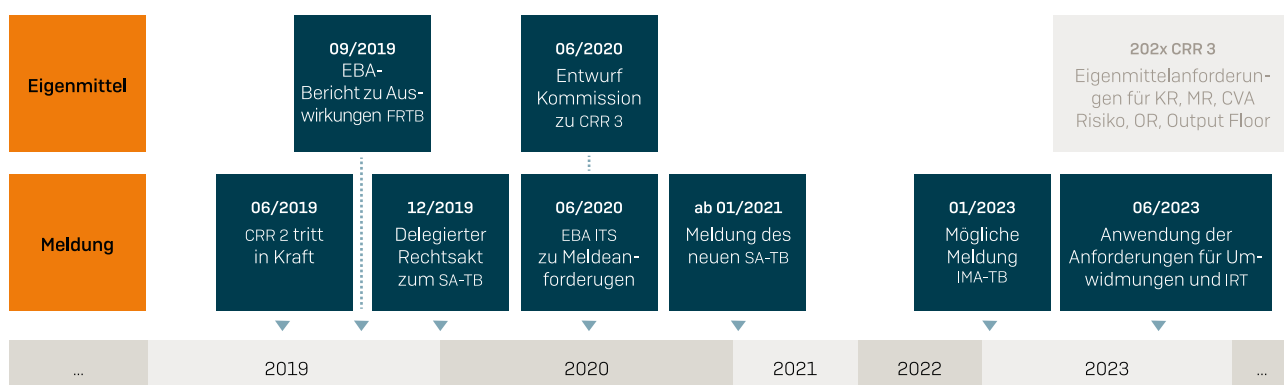 Eigenmittel
09/2019
EBA-
Bericht zu Aus-
wirkungen FRTB
06/2020
Entwurf
Kommission
zu CRR 3
202x CRR 3
Eigenmittelanforderun-
gen für KR, MR, CVA
Risiko, OR, Output Floor
Meldung
06/2019
CRR 2 tritt
in Kraft
12/2019
Delegierter
Rechtsakt
zum SA-TB
06/2020
EBA ITS
zu Meldean-
forderugen
ab 01/2021
Meldung des
neuen SA-TB
01/2023
Mögliche
Meldung
IMA-TB
06/2023
Anwendung der
Anforderungen für Um-
widmungen und IRT
... 2019 2020 2021 2022 2023 ...